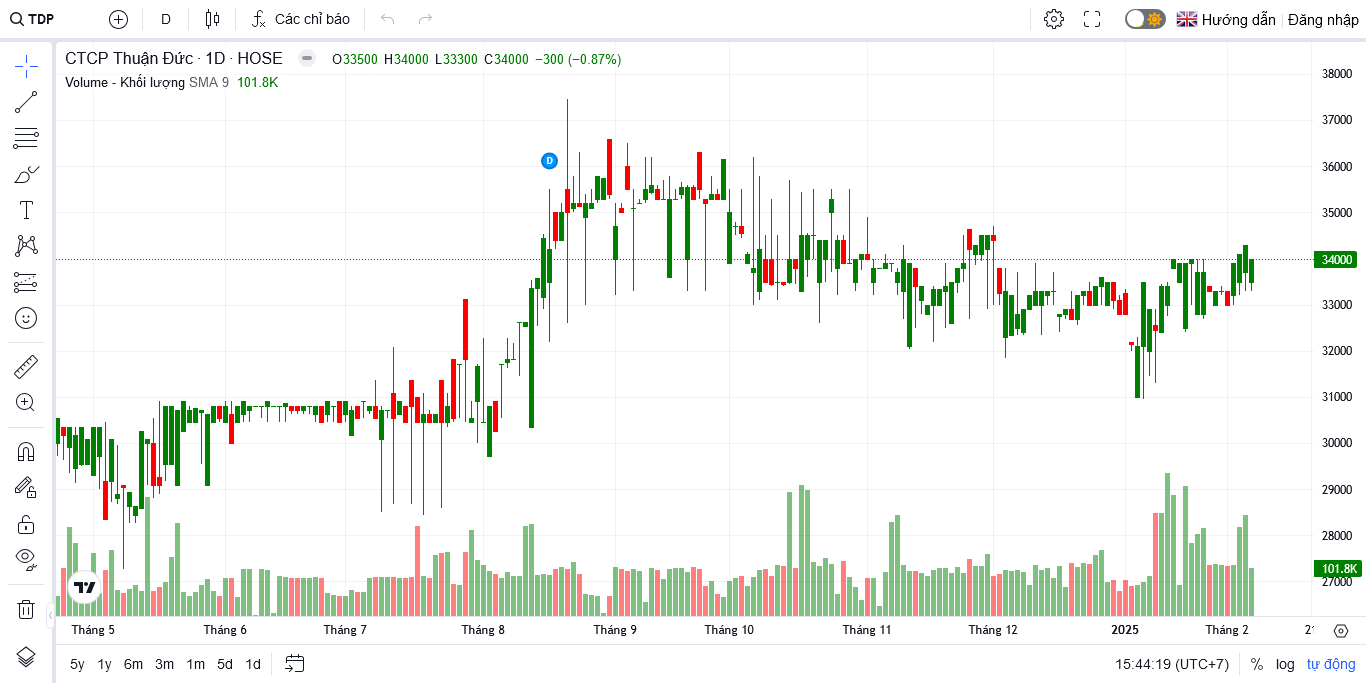 TDP D Các chỉ báo Hướng dẫn Đăng nhập
CTCP Thuận Đức · 1D · HOSE O33500 H34000 L33300 C34000 −300 (−0.87%)
Volume - Khối lượng SMA 9 101.8K
D
38000
37000
36000
35000
34000
33000
32000
31000
30000
29000
28000
101.8K
27000
Tháng 5 Tháng 6 Tháng 7 Tháng 8 Tháng 9 Tháng 10 Tháng 11 Tháng 12 2025 Tháng 2
5y 1y 6m 3m 1m 5d 1d 15:44:19 (UTC+7) % log tự động